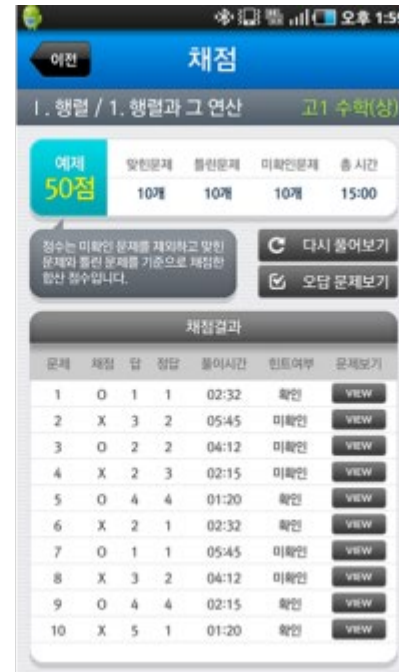 오후 1:59
이전
채점
I. 행렬 / 1. 행렬과 그 연산 고1 수학(상)
예제 맞힌문제 틀린문제 미확인문제 총 시간
50점 10개 10개 10개 15:00
점수는 미확인 문제를 제외하고 맞힌
문제와 틀린 문제를 기준으로 채점한
합산 점수입니다.
다시 풀어보기
오답 문제보기
채점결과
문제 채점 답 정답 풀이시간 힌트여부 문제보기
1 O 1 1 02:32 확인 VIEW
2 X 3 2 05:45 미확인 VIEW
3 O 2 2 04:12 미확인 VIEW
4 X 2 3 02:15 미확인 VIEW
5 O 4 4 01:20 확인 VIEW
6 X 2 1 02:32 확인 VIEW
7 O 1 1 05:45 미확인 VIEW
8 X 3 2 04:12 미확인 VIEW
9 O 4 4 02:15 확인 VIEW
10 X 5 1 01:20 확인 VIEW